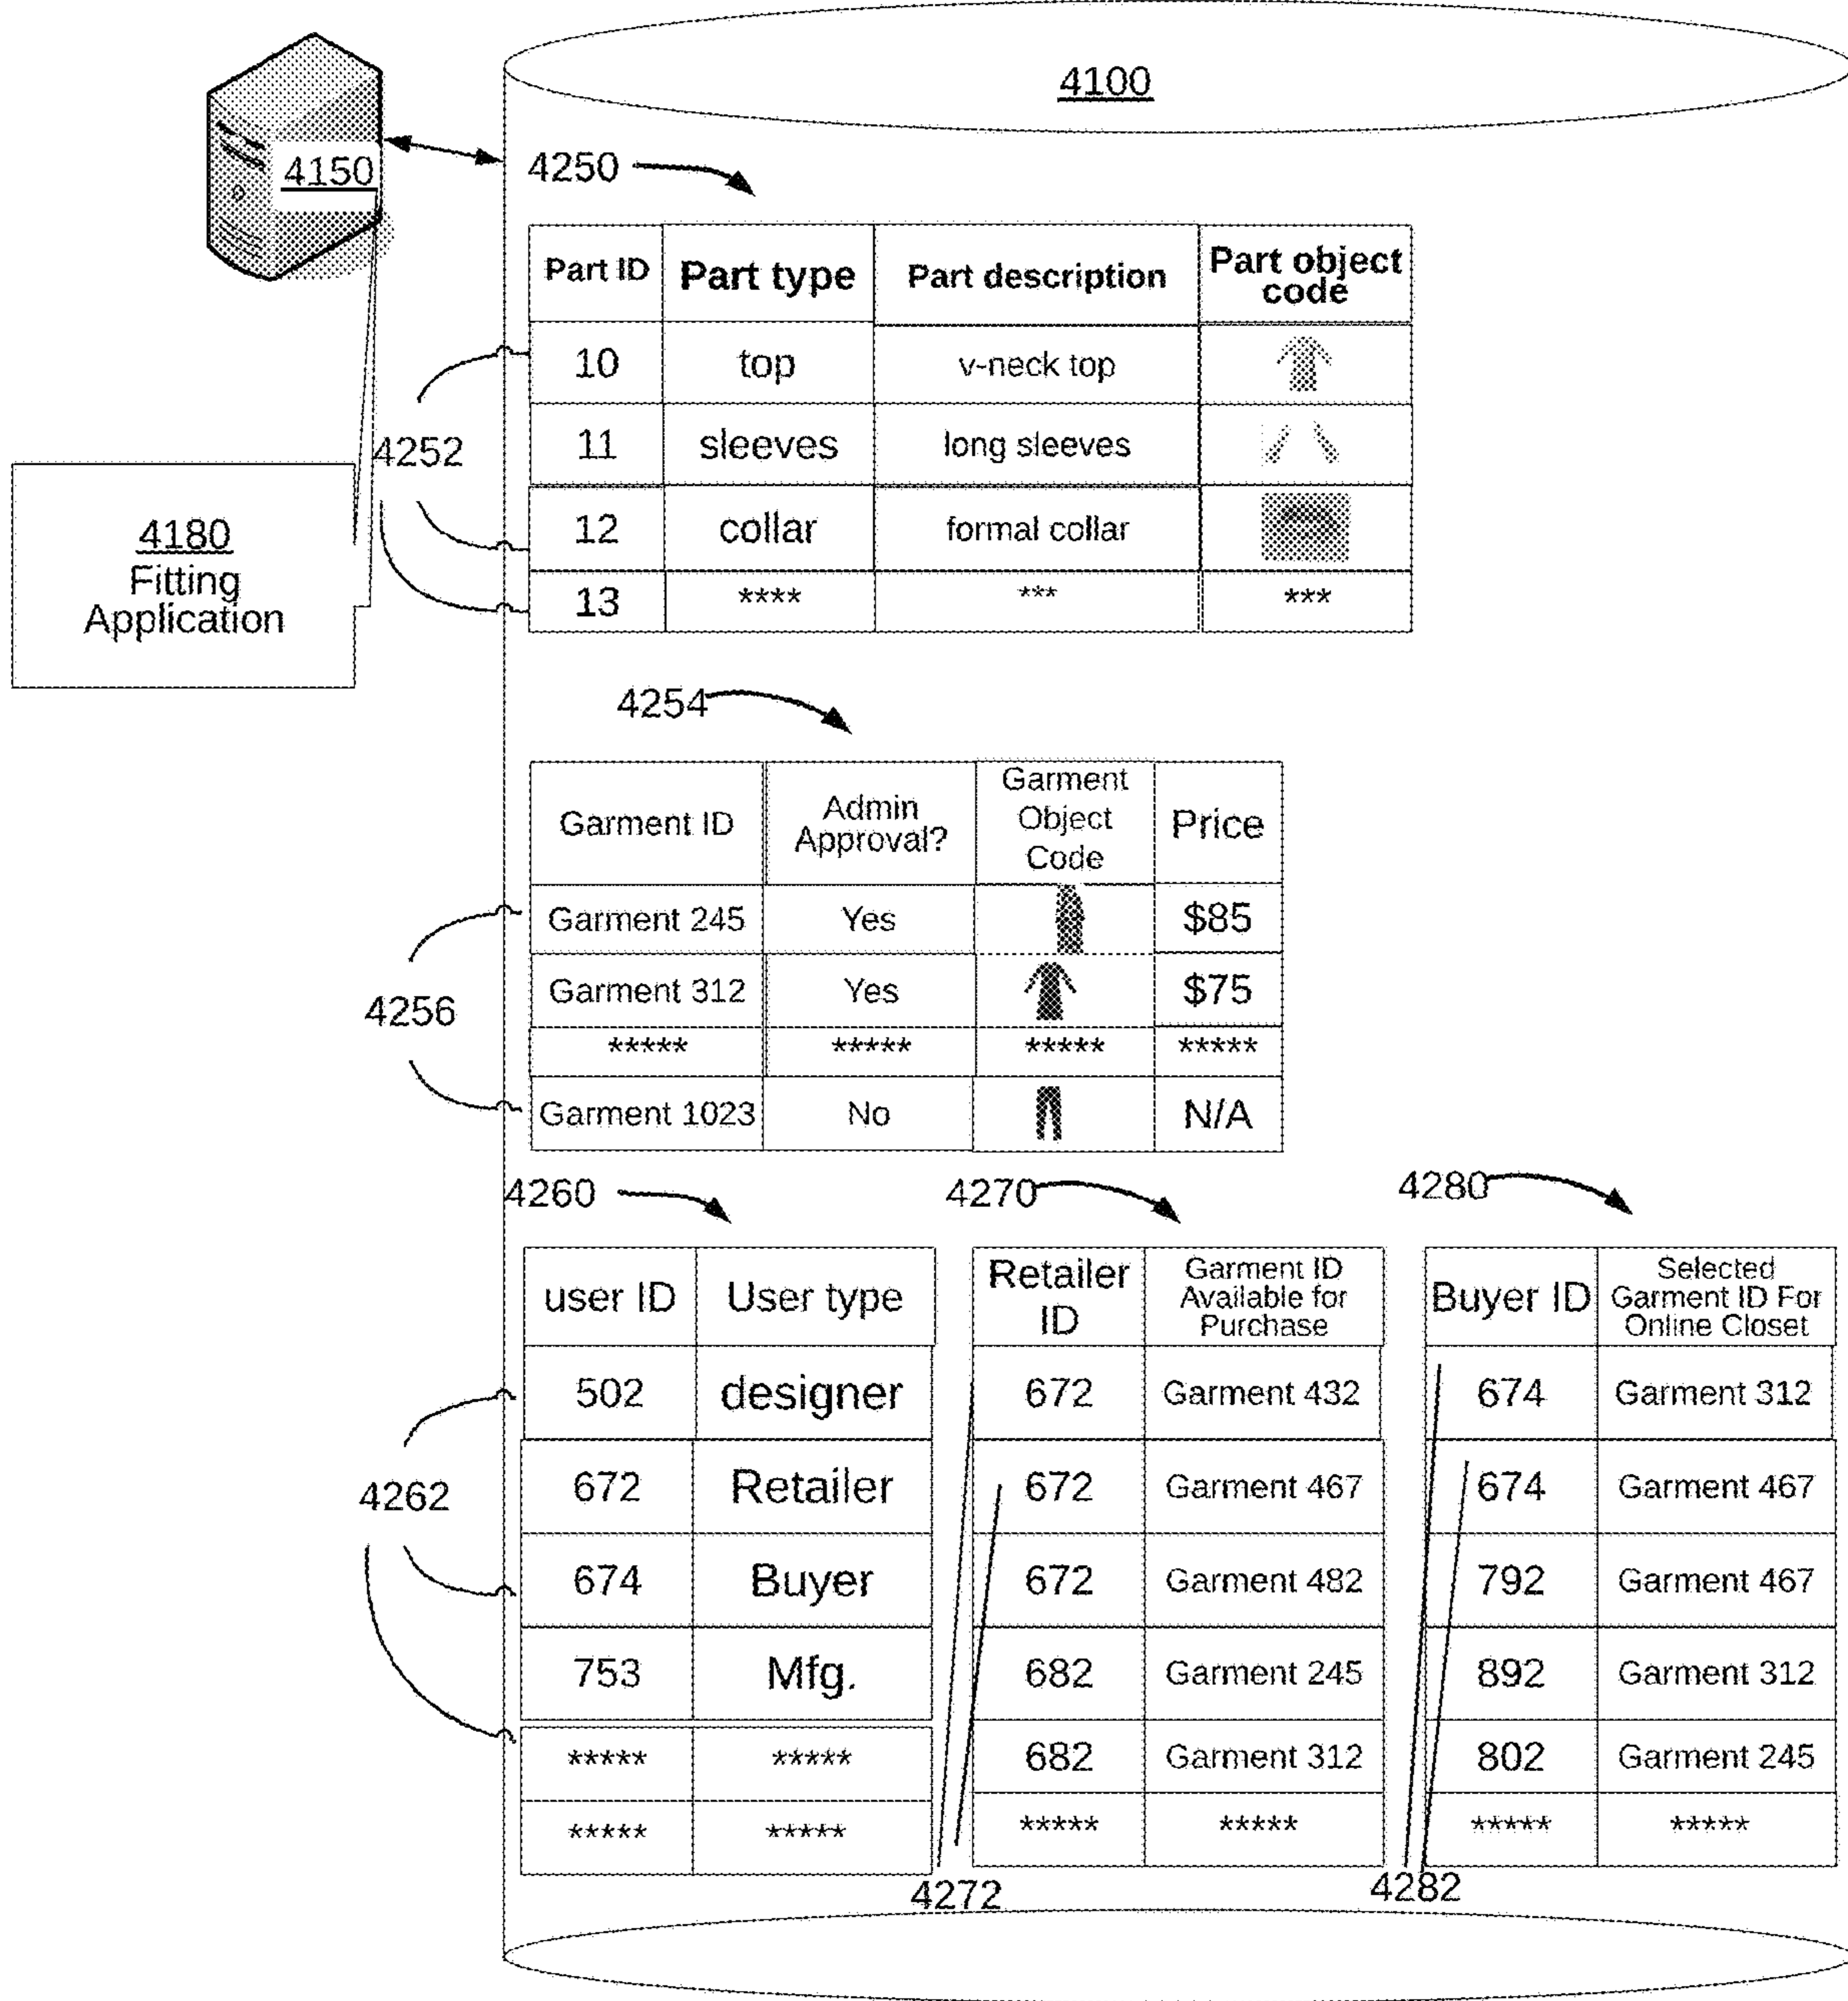 4100
4150
4250
Part ID Part type Part description Part object
code
10 top v-neck top
11 sleeves long sleeves
4252
12 collar formal collar
13 **** *** ***
4180
Fitting
Application
4254
Garment ID Admin
Approval? Garment
Object
Code Price
Garment 245 Yes $85
Garment 312 Yes $75
4256
***** ***** ***** *****
Garment 1023 No N/A
4260 4270 4280
user ID User type
502 designer
672 Retailer
4262
674 Buyer
753 Mfg.
***** *****
***** *****
Retailer
ID Garment ID
Available for
Purchase
672 Garment 432
672 Garment 467
672 Garment 482
682 Garment 245
682 Garment 312
***** *****
4272
Buyer ID Selected
Garment ID For
Online Closet
674 Garment 312
674 Garment 467
792 Garment 467
892 Garment 312
802 Garment 245
***** *****
4282